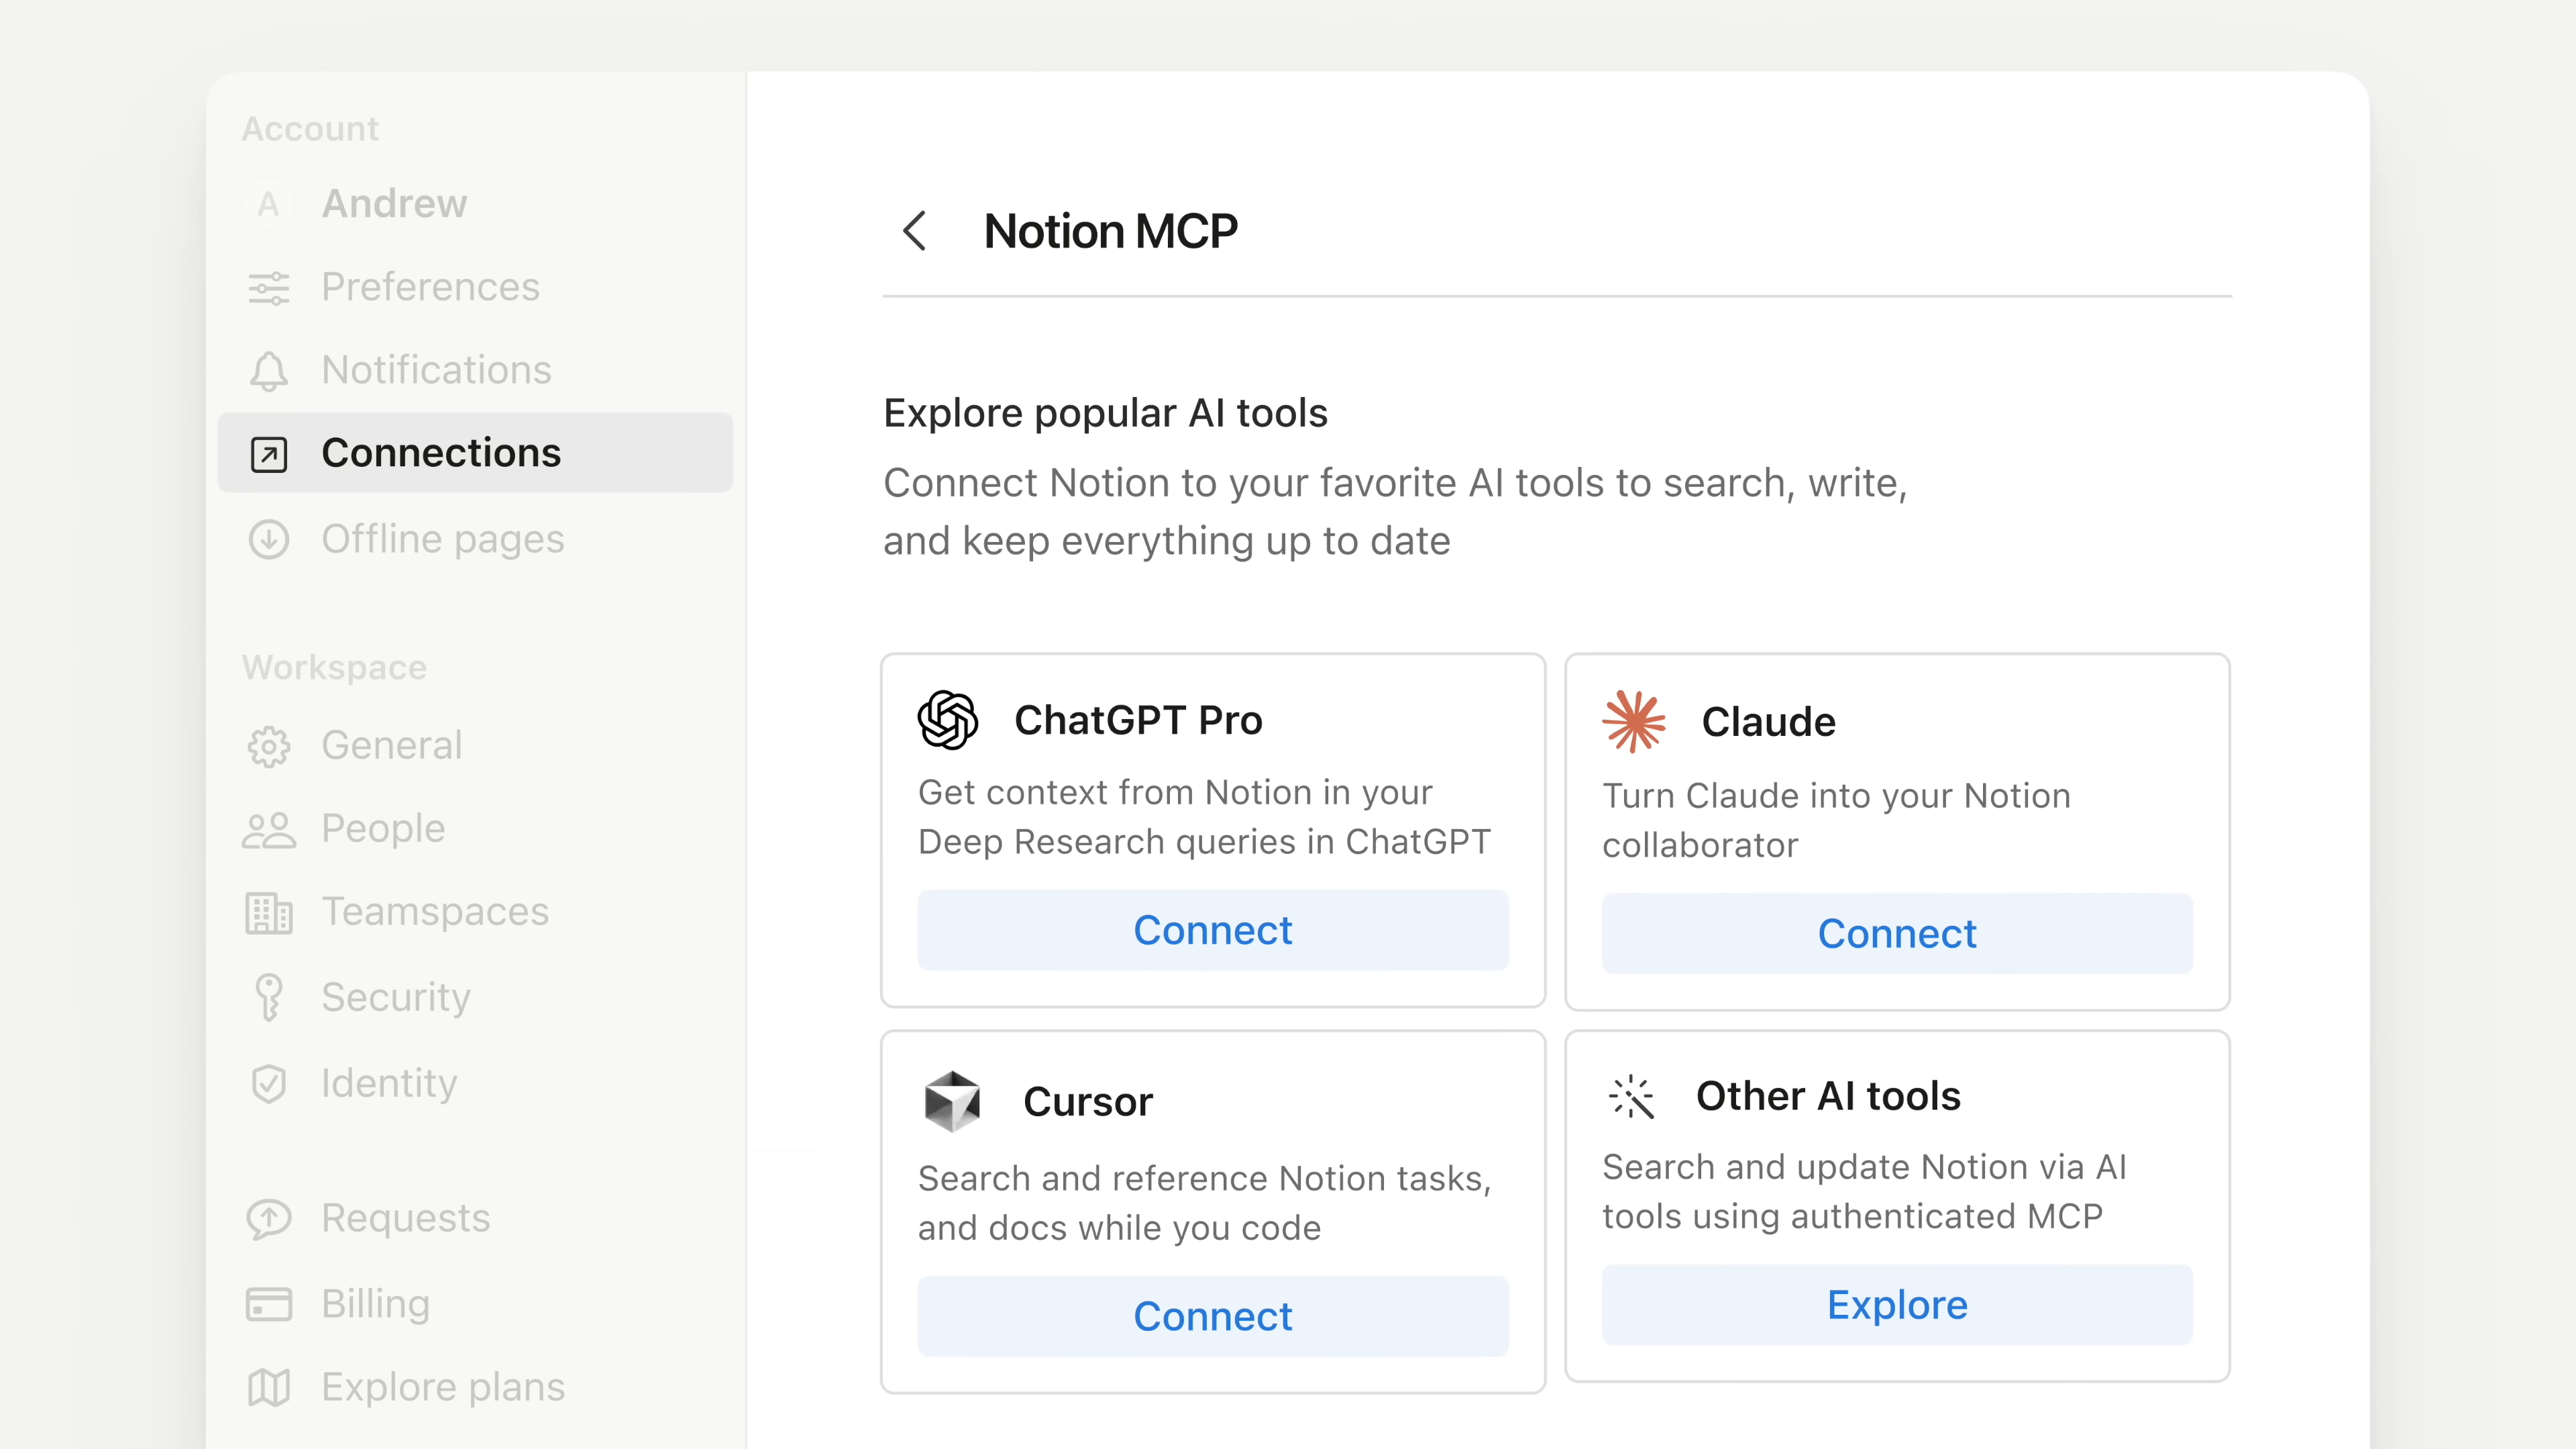 Account
A Andrew
Preferences
Notifications
Connections
Offline pages
Workspace
General
People
Teamspaces
Security
Identity
Requests
Billing
Explore plans
Notion MCP
Explore popular AI tools
Connect Notion to your favorite AI tools to search, write,
and keep everything up to date
ChatGPT Pro
Get context from Notion in your
Deep Research queries in ChatGPT
Connect
Claude
Turn Claude into your Notion
collaborator
Connect
Cursor
Search and reference Notion tasks,
and docs while you code
Connect
Other AI tools
Search and update Notion via AI
tools using authenticated MCP
Explore